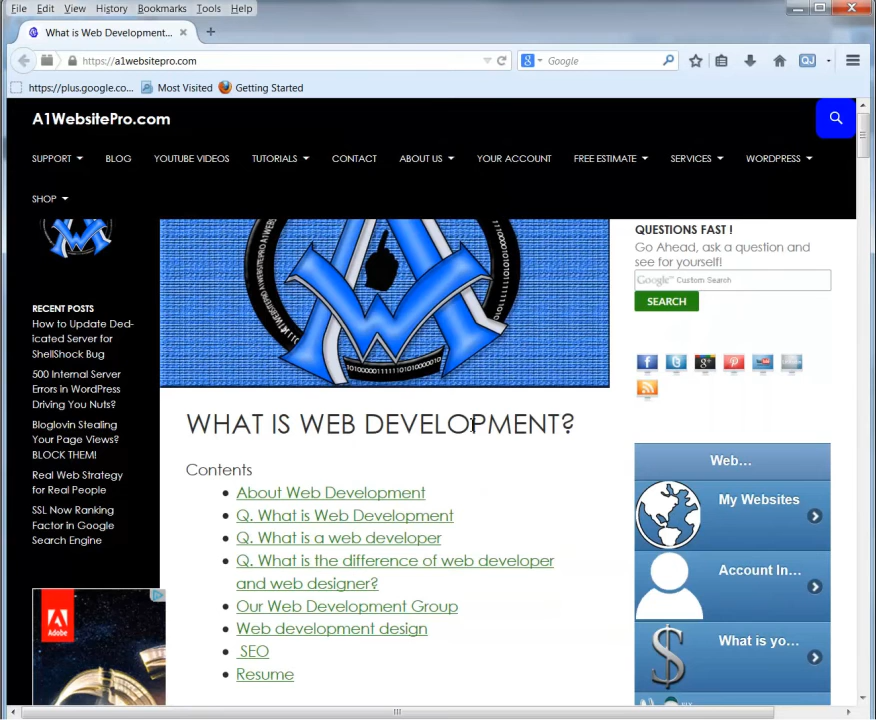 File Edit View History Bookmarks Tools Help
What is Web Development...
https://a1websitepro.com
Google
QJ
https://plus.google.co... Most Visited Getting Started
A1WebsitePro.com
SUPPORT BLOG YOUTUBE VIDEOS TUTORIALS CONTACT ABOUT US YOUR ACCOUNT FREE ESTIMATE SERVICES WORDPRESS
SHOP
RECENT POSTS
How to Update Ded-
icated Server for
ShellShock Bug
500 Internal Server
Errors in WordPress
Driving You Nuts?
Bloglovin Stealing
Your Page Views?
BLOCK THEM!
Real Web Strategy
for Real People
SSL Now Ranking
Factor in Google
Search Engine
Adobe
WHAT IS WEB DEVELOPMENT?
Contents
About Web Development
Q. What is Web Development
Q. What is a web developer
Q. What is the difference of web developer
and web designer?
Our Web Development Group
Web development design
SEO
Resume
QUESTIONS FAST !
Go Ahead, ask a question and
see for yourself!
Google™ Custom Search
SEARCH
Web...
My Websites
Account In...
What is yo...